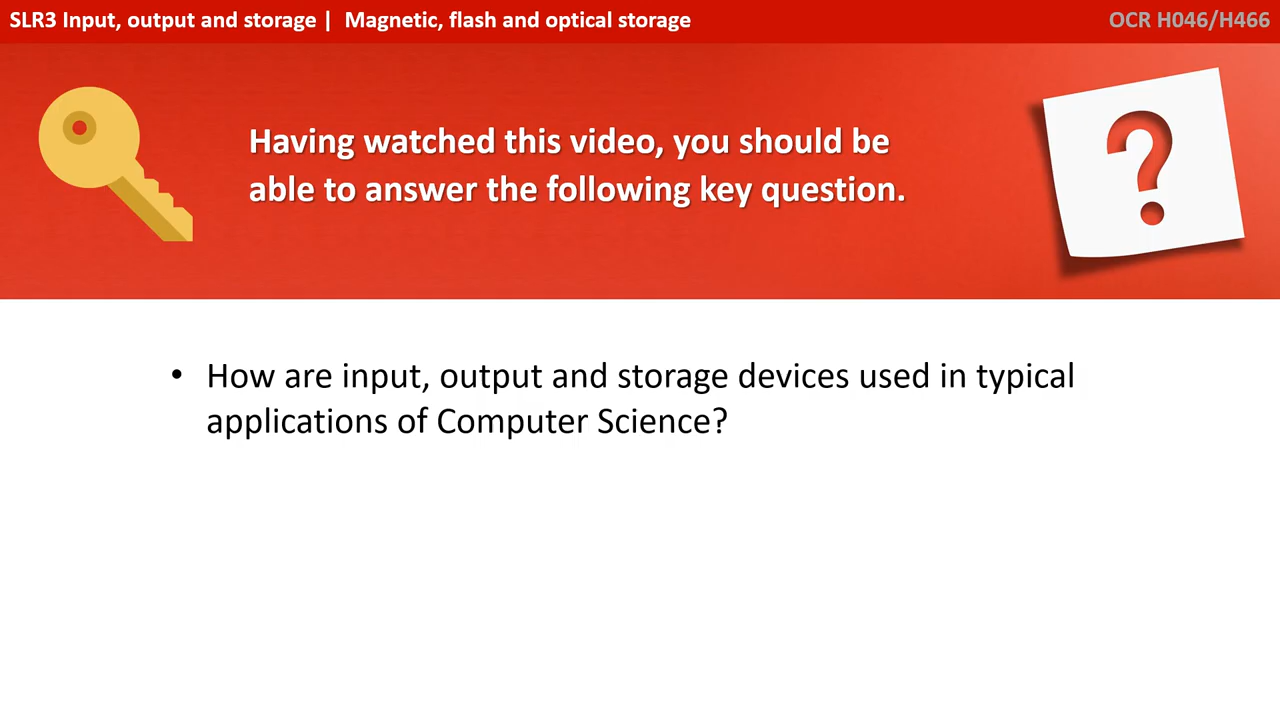 SLR3 Input, output and storage | Magnetic, flash and optical storage
OCR H046/H466
Having watched this video, you should be
able to answer the following key question.
?
• How are input, output and storage devices used in typical
applications of Computer Science?